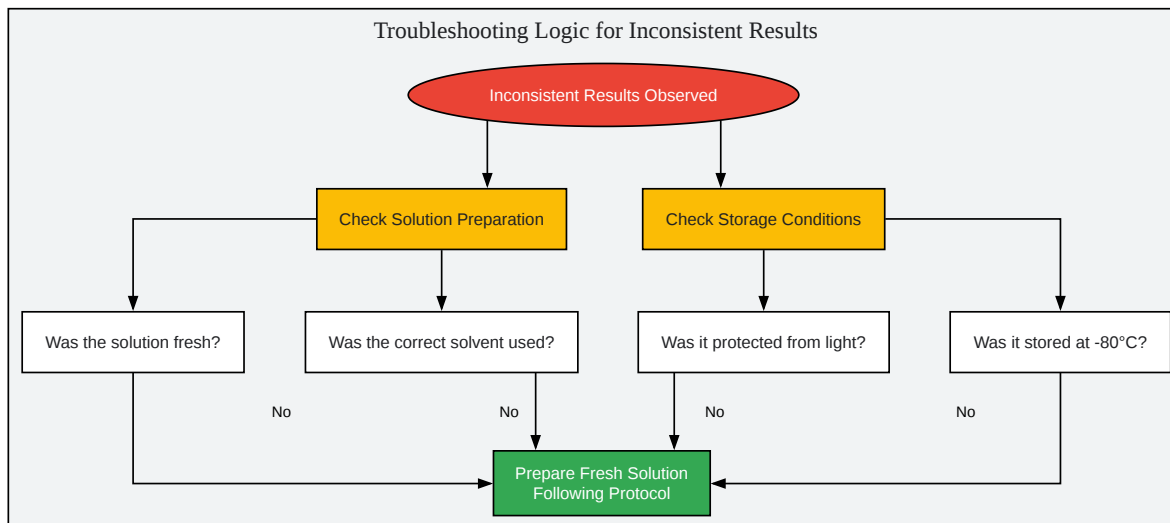 Troubleshooting Logic for Inconsistent Results
Inconsistent Results Observed
Check Solution Preparation
Check Storage Conditions
Was the solution fresh?
Was the correct solvent used?
Was it protected from light?
Was it stored at -80°C?
No
No
No
No
Prepare Fresh Solution
Following Protocol